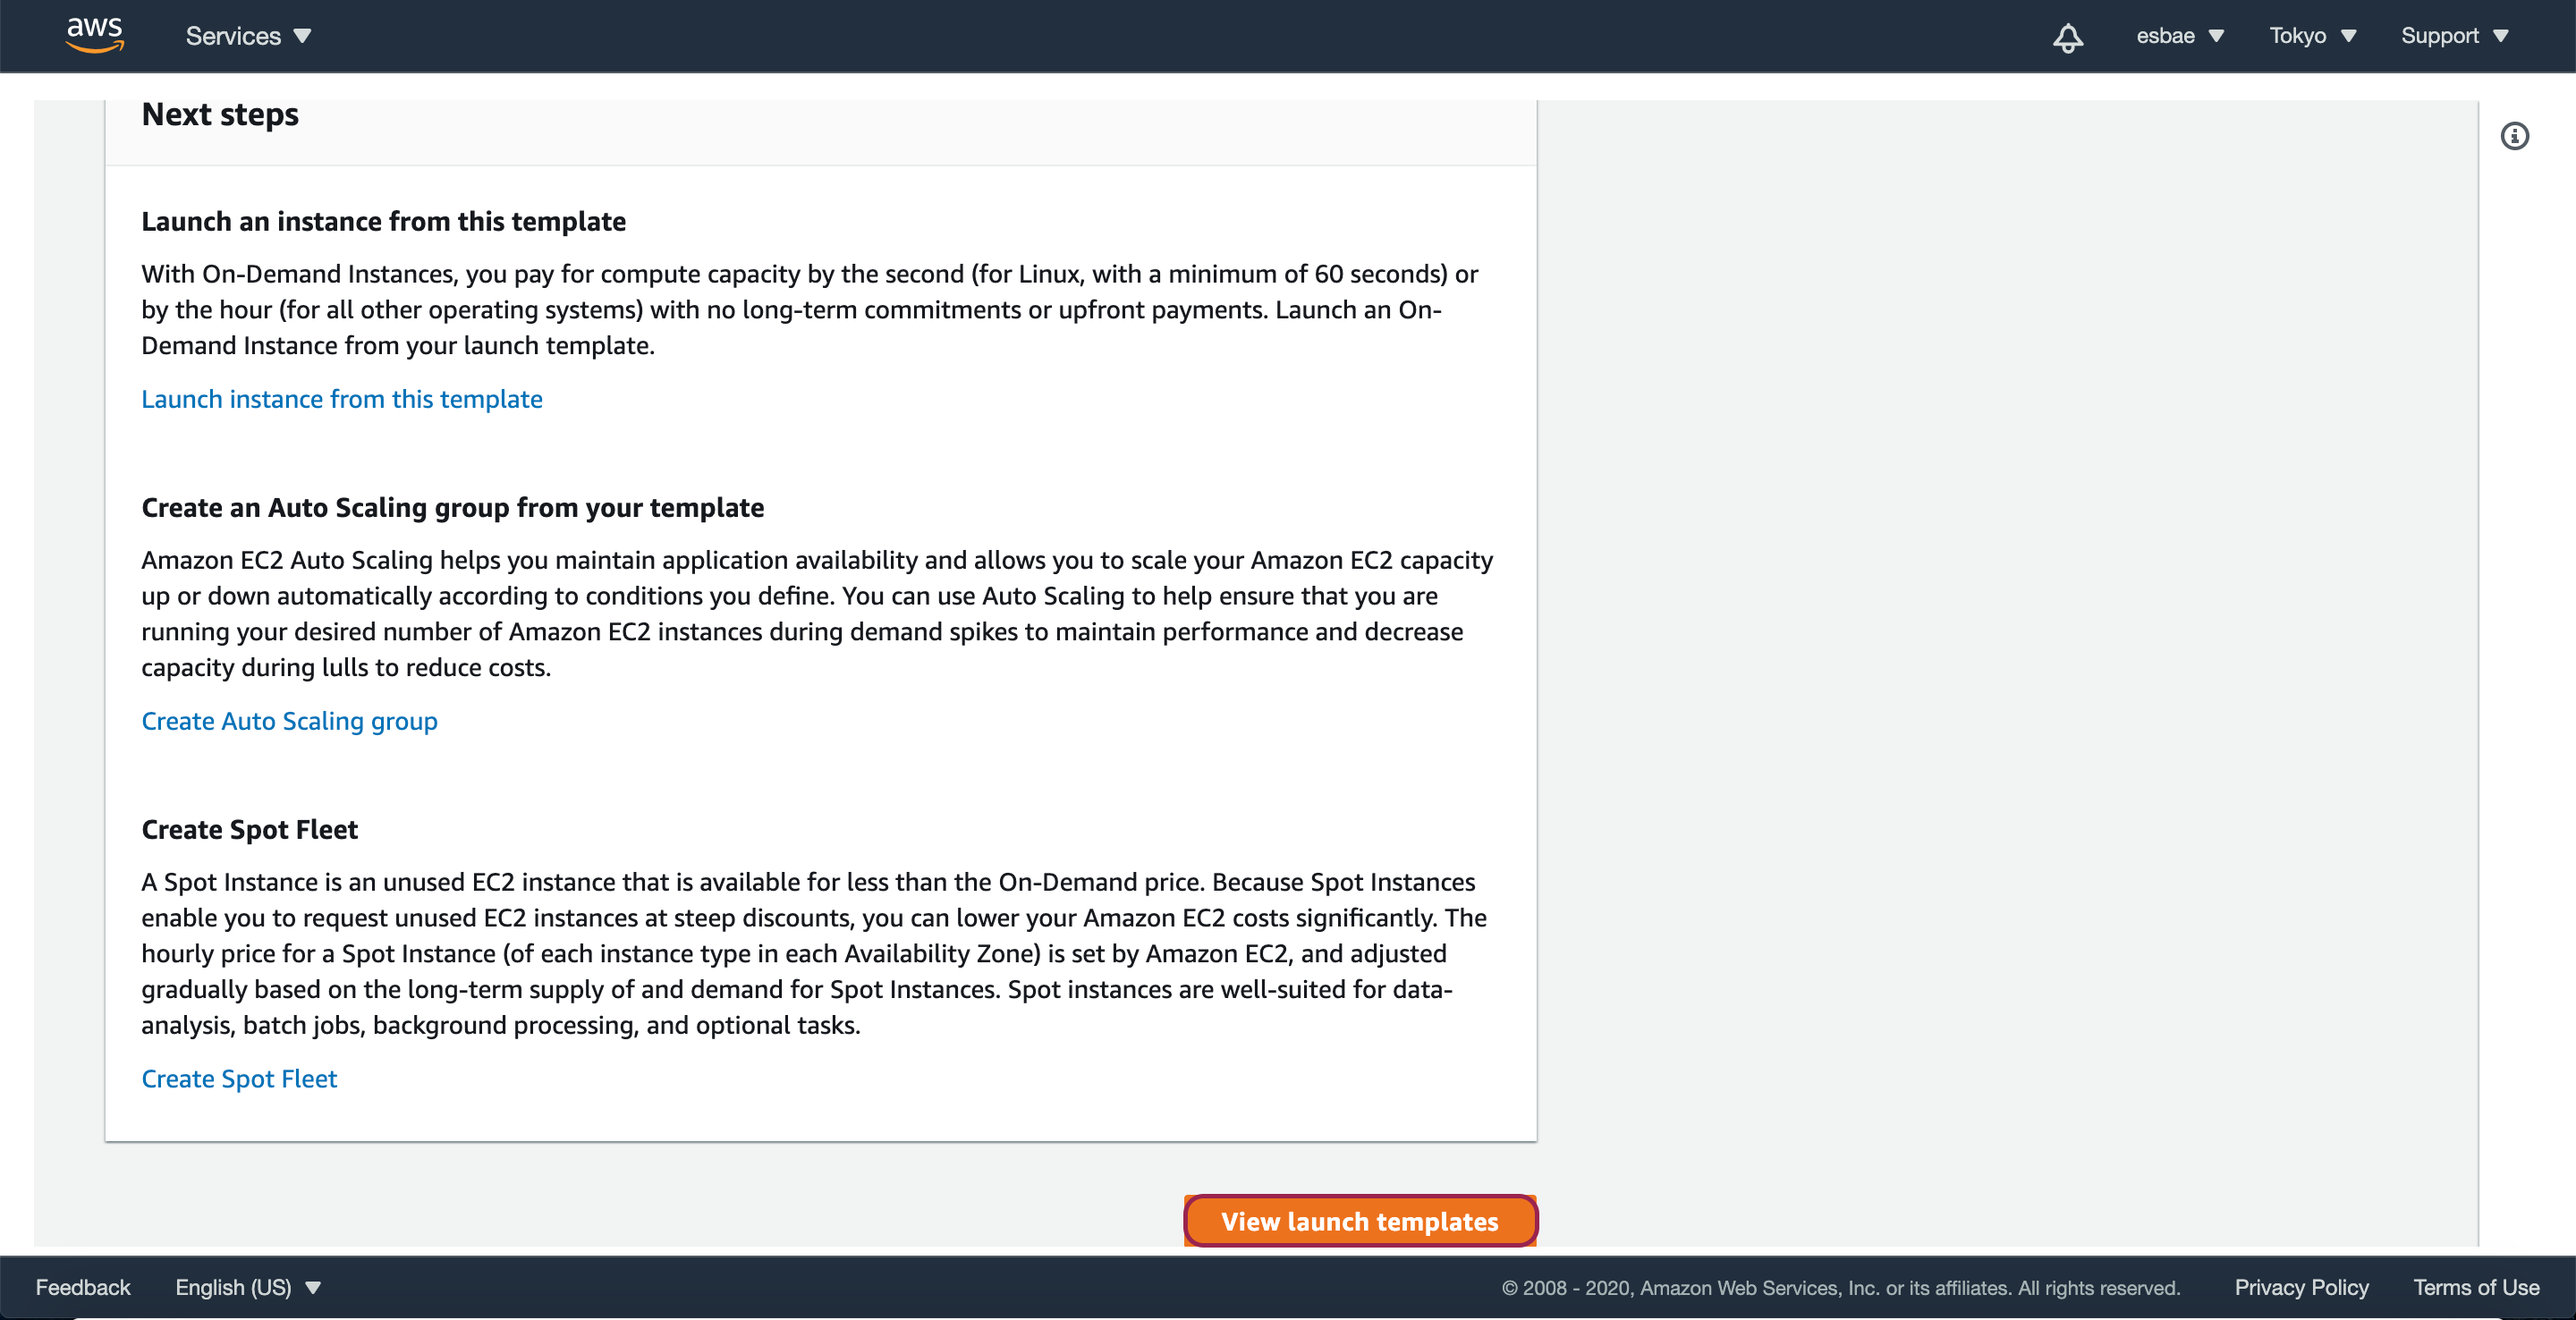 aws
Services
esbae
Tokyo
Support
Next steps
Launch an instance from this template
With On-Demand Instances, you pay for compute capacity by the second (for Linux, with a minimum of 60 seconds) or
by the hour (for all other operating systems) with no long-term commitments or upfront payments. Launch an On-
Demand Instance from your launch template.
Launch instance from this template
Create an Auto Scaling group from your template
Amazon EC2 Auto Scaling helps you maintain application availability and allows you to scale your Amazon EC2 capacity
up or down automatically according to conditions you define. You can use Auto Scaling to help ensure that you are
running your desired number of Amazon EC2 instances during demand spikes to maintain performance and decrease
capacity during lulls to reduce costs.
Create Auto Scaling group
Create Spot Fleet
A Spot Instance is an unused EC2 instance that is available for less than the On-Demand price. Because Spot Instances
enable you to request unused EC2 instances at steep discounts, you can lower your Amazon EC2 costs significantly. The
hourly price for a Spot Instance (of each instance type in each Availability Zone) is set by Amazon EC2, and adjusted
gradually based on the long-term supply of and demand for Spot Instances. Spot instances are well-suited for data-
analysis, batch jobs, background processing, and optional tasks.
Create Spot Fleet
View launch templates
Feedback
English (US)
© 2008 - 2020, Amazon Web Services, Inc. or its affiliates. All rights reserved.
Privacy Policy
Terms of Use